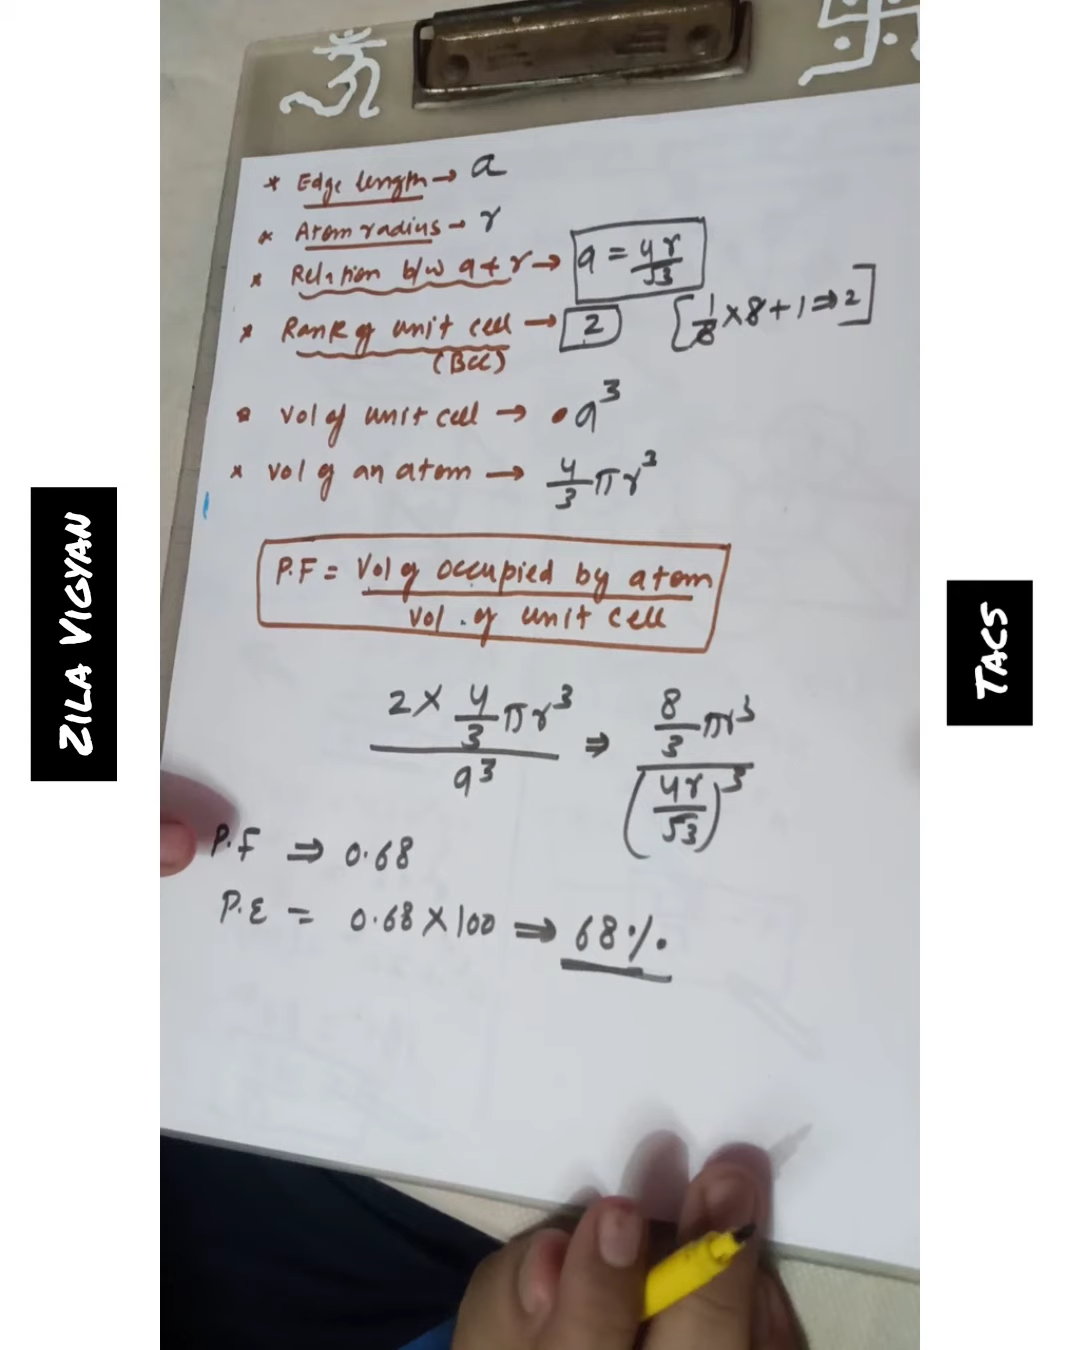 ॐ
* Edge length → a
* Atom radius → r
* Relation b/w a & r → a = 4r/√3
* Rank of unit cell → 2 [1/8 × 8 + 1 ⇒ 2]
(BCC)
* Vol of unit cell → a³
* Vol of an atom → 4/3 πr³
P.F = Vol of occupied by atom / Vol. of unit cell
2 × 4/3 πr³ / a³ ⇒ 8/3 πr³ / (4r/√3)³
P.F ⇒ 0.68
P.E = 0.68 × 100 ⇒ 68%
ZILA VIGYAN
TACS